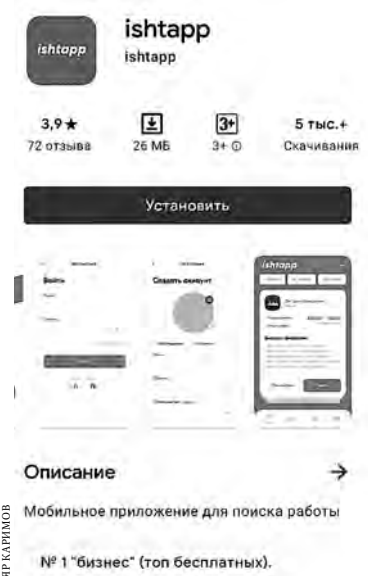 ishtapp
ishtapp
ishtapp
3,9 ★
72 отзыва
26 МБ
3+
3+
5 тыс.+
Скачивания
Установить
Войти
Создать аккаунт
ishtapp
Описание →
Мобильное приложение для поиска работы
№ 1 "бизнес" (топ бесплатных).
ЯР КАРИМОВ